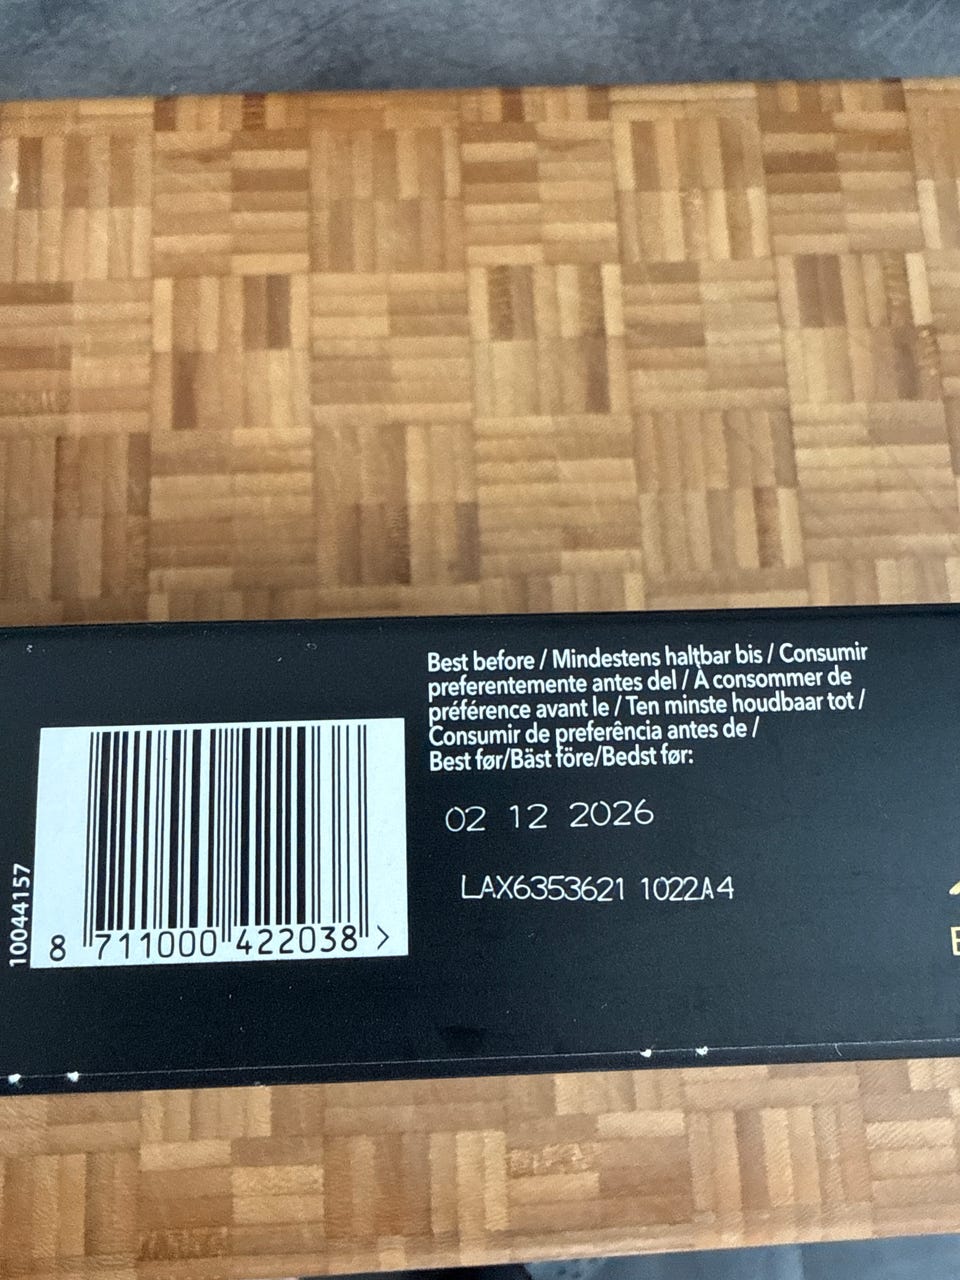 Best before / Mindestens haltbar bis / Consumir
preferentemente antes del / À consommer de
préférence avant le / Ten minste houdbaar tot /
Consumir de preferência antes de /
Best før/Bäst före/Bedst før:
02 12 2026
LAX6353621 1022A4
10044157
8 711000 422038 >